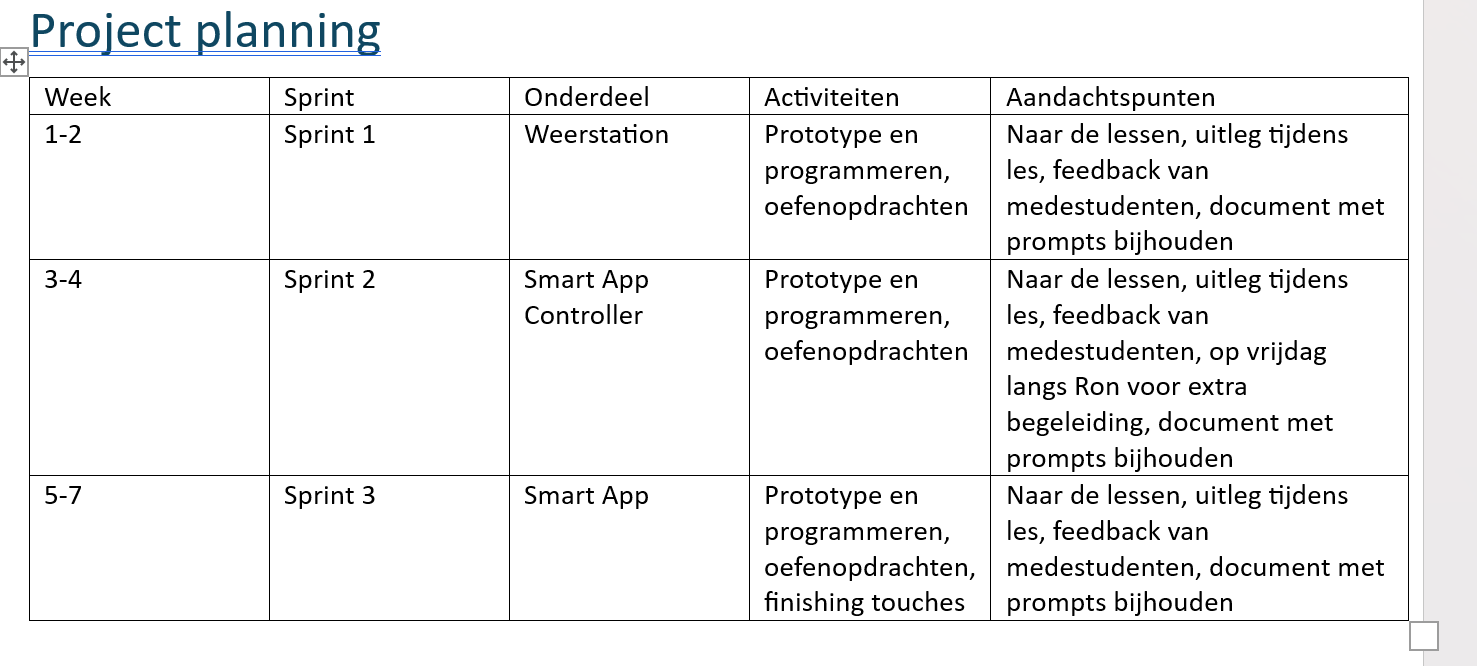 Project planning
Week Sprint Onderdeel Activiteiten Aandachtspunten
1-2 Sprint 1 Weerstation Prototype en Naar de lessen, uitleg tijdens
programmeren, les, feedback van
oefenopdrachten medestudenten, document met
prompts bijhouden
3-4 Sprint 2 Smart App Prototype en Naar de lessen, uitleg tijdens
Controller programmeren, les, feedback van
oefenopdrachten medestudenten, op vrijdag
langs Ron voor extra
begeleiding, document met
prompts bijhouden
5-7 Sprint 3 Smart App Prototype en Naar de lessen, uitleg tijdens
programmeren, les, feedback van
oefenopdrachten, medestudenten, document met
finishing touches prompts bijhouden